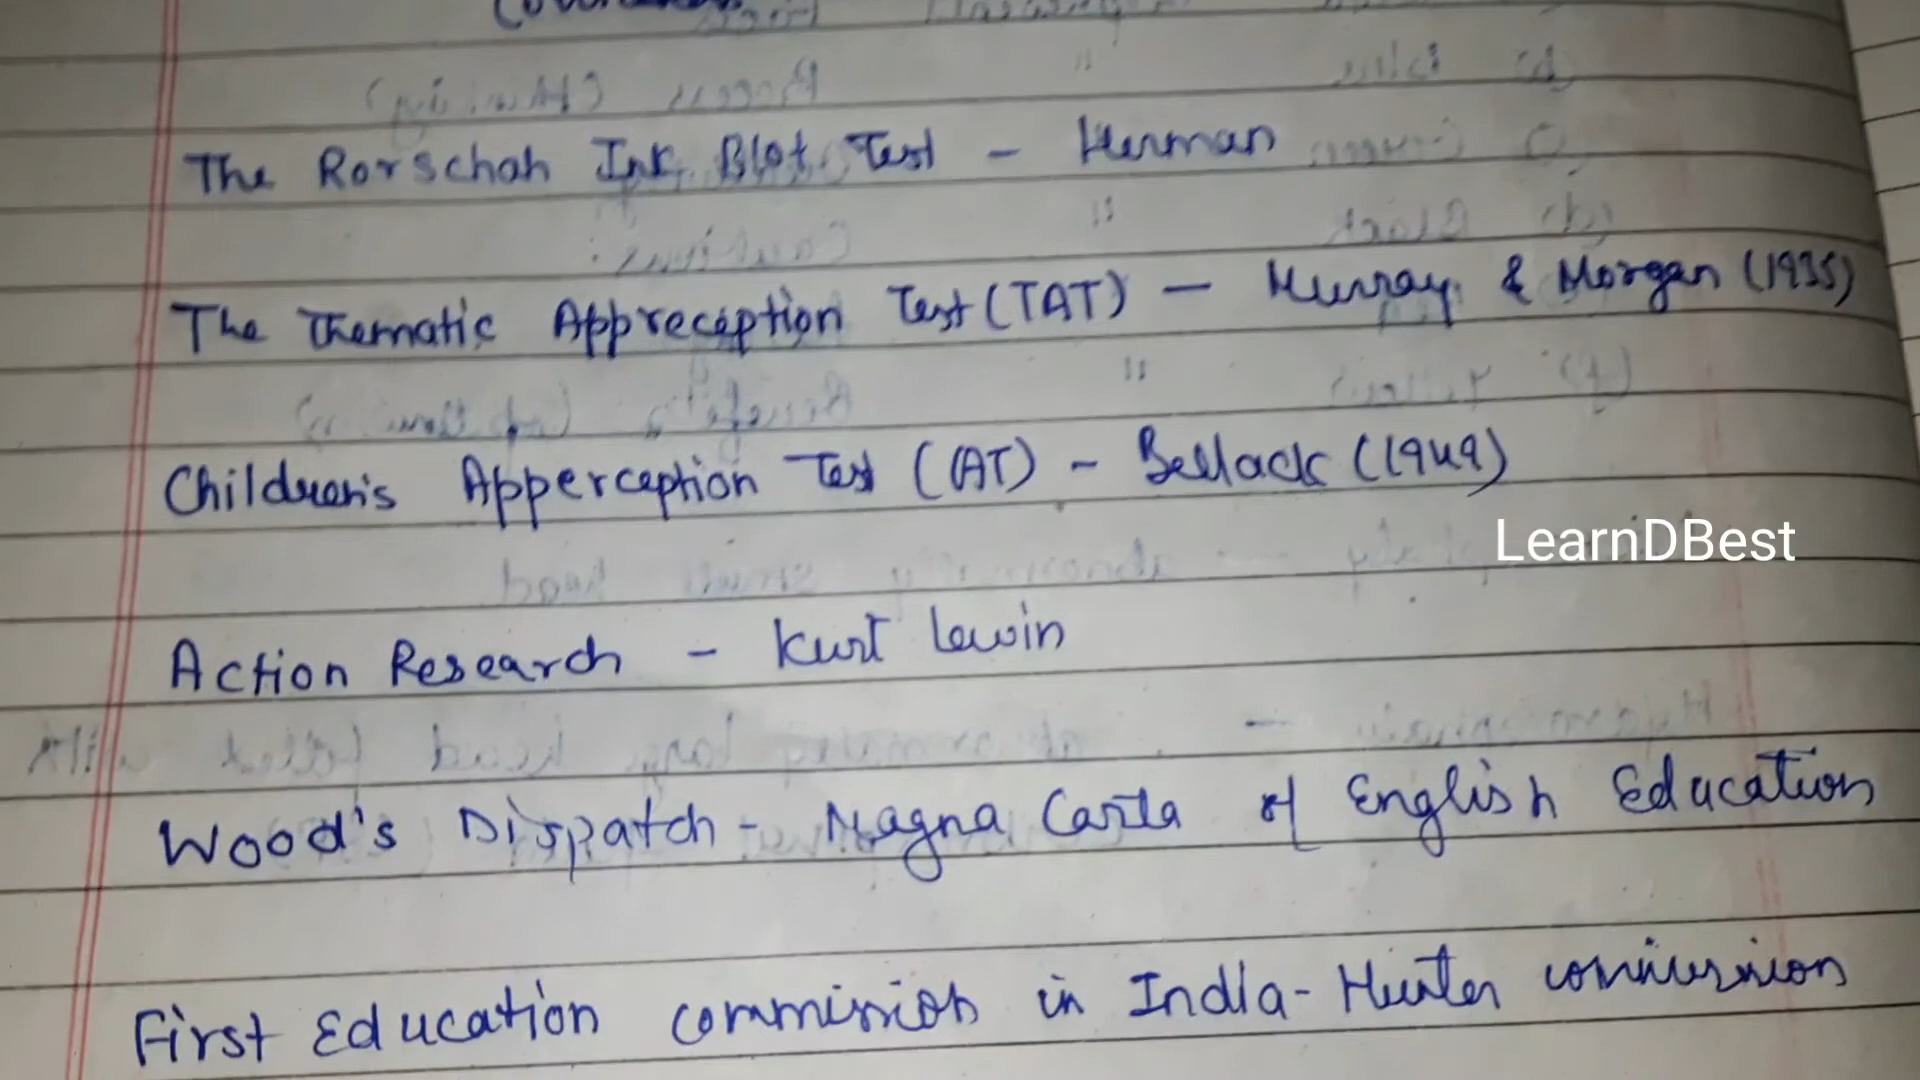 The Rorschah Ink Blot Test - Herman
The Thematic Appreception Test (TAT) - Murray & Morgan (1935)
Children's Apperception Test (CAT) - Bellack (1949)
LearnDBest
Action Research - Kurt Lewin
Wood's Dispatch - Magna Carta of English Education
First Education commission in India - Hunter commission